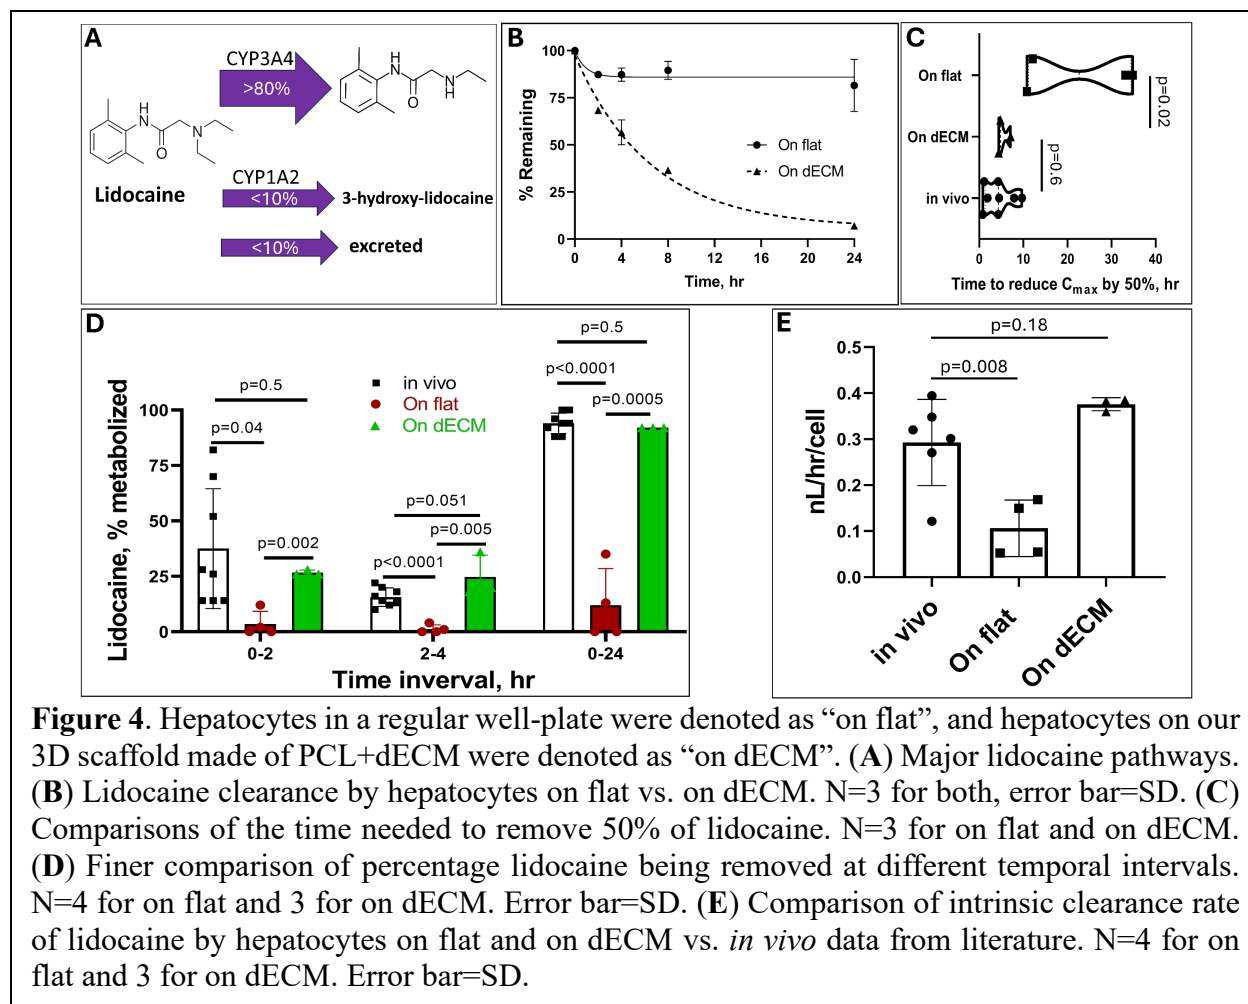 A
CYP3A4
>80%
H
N
O
N
H
H
N
N
O
Lidocaine
CYP1A2
<10%
3-hydroxy-lidocaine
<10%
excreted
B
% Remaining
100
75
50
25
0
On flat
On dECM
0 4 8 12 16 20 24
Time, hr
C
On flat
On dECM
in vivo
p=0.02
p=0.6
0 10 20 30 40
Time to reduce Cmax by 50%, hr
D
Lidocaine, % metabolized
100
75
50
25
0
in vivo
On flat
On dECM
p=0.5
p=0.04
p=0.002
p=0.051
p=0.005
p<0.0001
p=0.5
p<0.0001
p=0.0005
0-2 2-4 0-24
Time inverval, hr
E
nL/hr/cell
0.5
0.4
0.3
0.2
0.1
0.0
p=0.18
p=0.008
in vivo
On flat
On dECM
Figure 4. Hepatocytes in a regular well-plate were denoted as “on flat”, and hepatocytes on our
3D scaffold made of PCL+dECM were denoted as “on dECM”. (A) Major lidocaine pathways.
(B) Lidocaine clearance by hepatocytes on flat vs. on dECM. N=3 for both, error bar=SD. (C)
Comparisons of the time needed to remove 50% of lidocaine. N=3 for on flat and on dECM.
(D) Finer comparison of percentage lidocaine being removed at different temporal intervals.
N=4 for on flat and 3 for on dECM. Error bar=SD. (E) Comparison of intrinsic clearance rate
of lidocaine by hepatocytes on flat and on dECM vs. in vivo data from literature. N=4 for on
flat and 3 for on dECM. Error bar=SD.